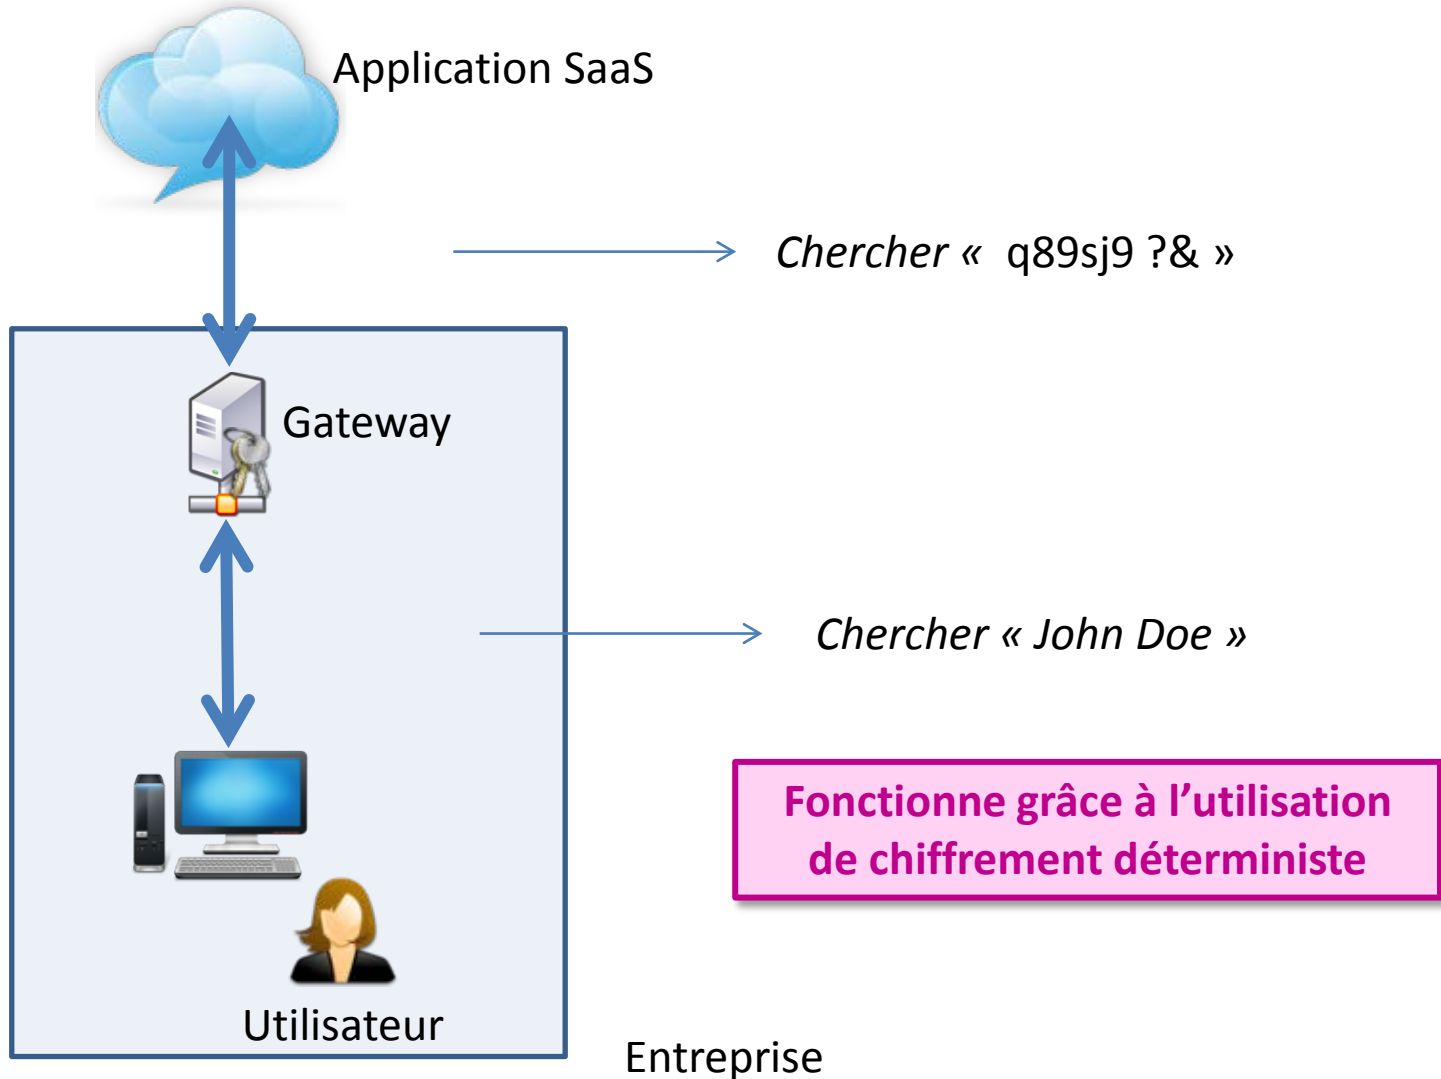 Application SaaS
Chercher «  q89sj9 ?& »
Gateway
Chercher « John Doe »
Fonctionne grâce à l’utilisation
de chiffrement déterministe
Utilisateur
Entreprise